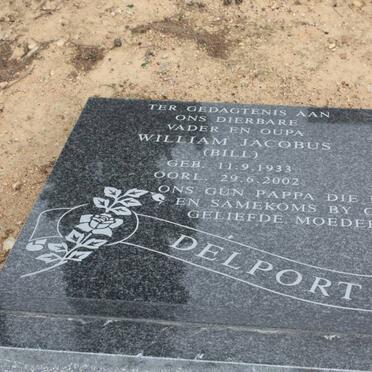 TER GEDAGTENIS AAN
ONS DIERBARE
VADER EN OUPA
WILLIAM JACOBUS
(BILL)
GEB. 11.9.1933
OORL. 29.6.2002
ONS GUN PAPPA DIE
EN SAMEKOMS BY
GELIEFDE MOEDER
DELPORT